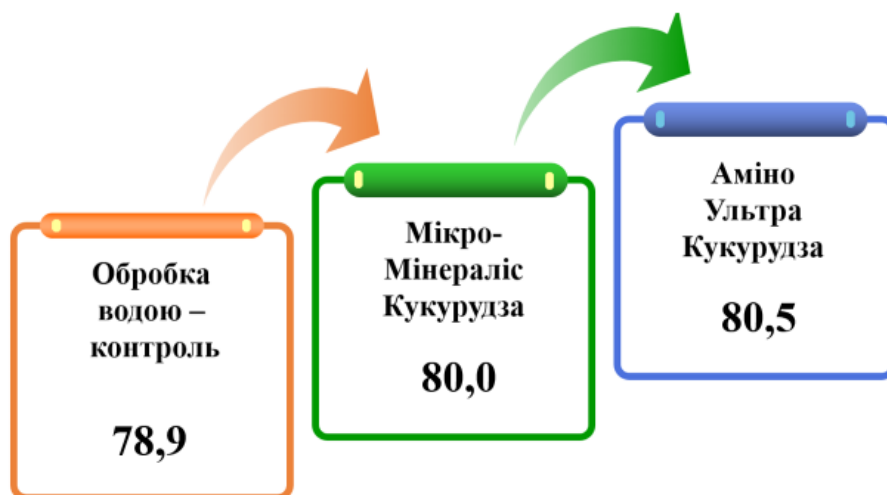 Обробка
водою –
контроль
78,9
Мікро-
Мінераліс
Кукурудза
80,0
Аміно
Ультра
Кукурудза
80,5